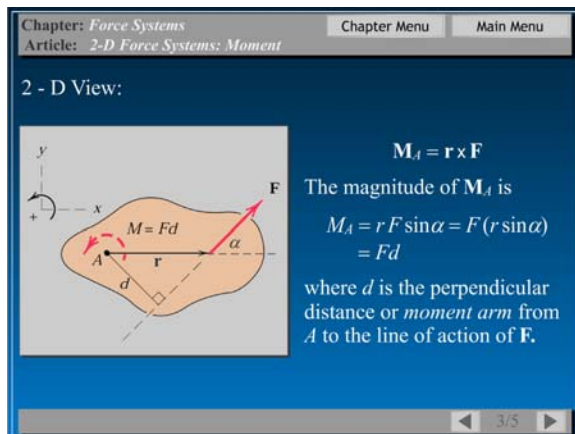 Chapter: Force Systems
Article: 2-D Force Systems: Moment
Chapter Menu
Main Menu
2 - D View:
y
x
+
F
M = Fd
α
A
r
d
M_A = r x F
The magnitude of M_A is
M_A = r F sin α = F (r sin α)
= Fd
where d is the perpendicular
distance or moment arm from
A to the line of action of F.
3/5